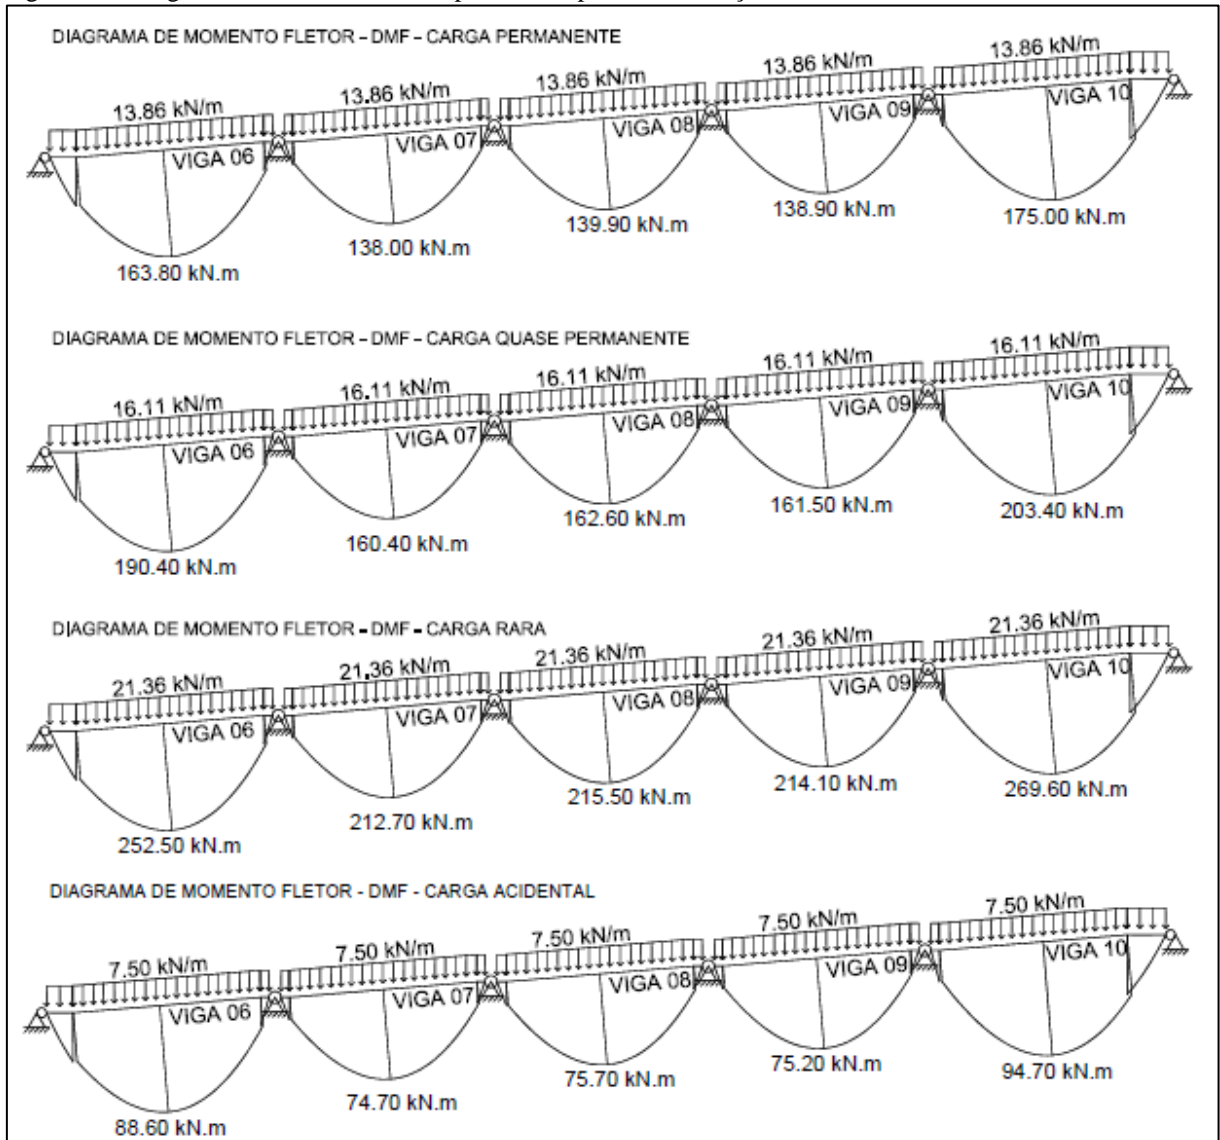 DIAGRAMA DE MOMENTO FLETOR - DMF - CARGA PERMANENTE
13.86 kN/m 13.86 kN/m 13.86 kN/m 13.86 kN/m 13.86 kN/m
VIGA 06 VIGA 07 VIGA 08 VIGA 09 VIGA 10
163.80 kN.m 138.00 kN.m 139.90 kN.m 138.90 kN.m 175.00 kN.m
DIAGRAMA DE MOMENTO FLETOR - DMF - CARGA QUASE PERMANENTE
16.11 kN/m 16.11 kN/m 16.11 kN/m 16.11 kN/m 16.11 kN/m
VIGA 06 VIGA 07 VIGA 08 VIGA 09 VIGA 10
190.40 kN.m 160.40 kN.m 162.60 kN.m 161.50 kN.m 203.40 kN.m
DIAGRAMA DE MOMENTO FLETOR - DMF - CARGA RARA
21.36 kN/m 21.36 kN/m 21.36 kN/m 21.36 kN/m 21.36 kN/m
VIGA 06 VIGA 07 VIGA 08 VIGA 09 VIGA 10
252.50 kN.m 212.70 kN.m 215.50 kN.m 214.10 kN.m 269.60 kN.m
DIAGRAMA DE MOMENTO FLETOR - DMF - CARGA ACIDENTAL
7.50 kN/m 7.50 kN/m 7.50 kN/m 7.50 kN/m 7.50 kN/m
VIGA 06 VIGA 07 VIGA 08 VIGA 09 VIGA 10
88.60 kN.m 74.70 kN.m 75.70 kN.m 75.20 kN.m 94.70 kN.m